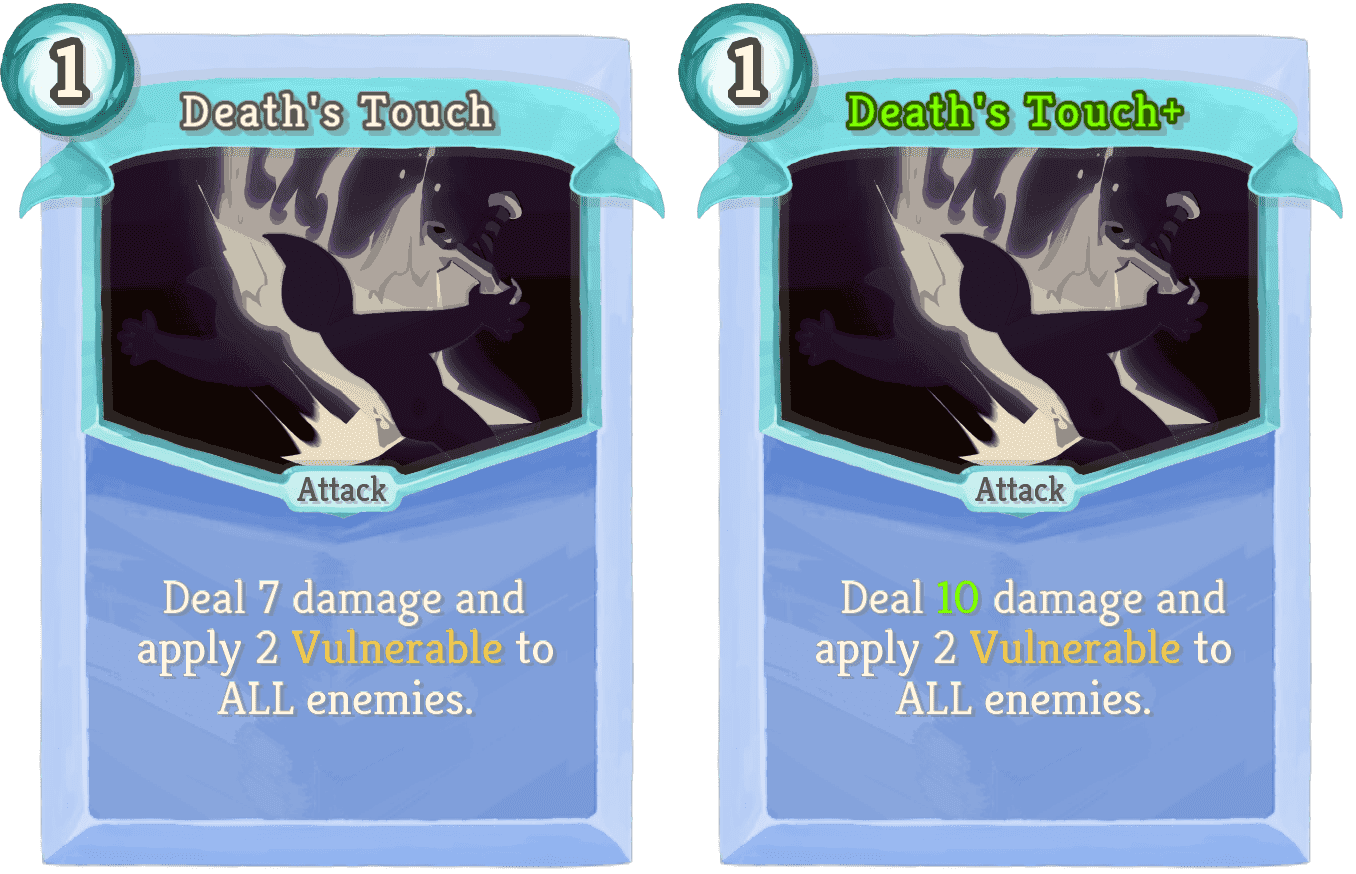 1
Death's Touch
Attack
Deal 7 damage and
apply 2 Vulnerable to
ALL enemies.
1
Death's Touch+
Attack
Deal 10 damage and
apply 2 Vulnerable to
ALL enemies.